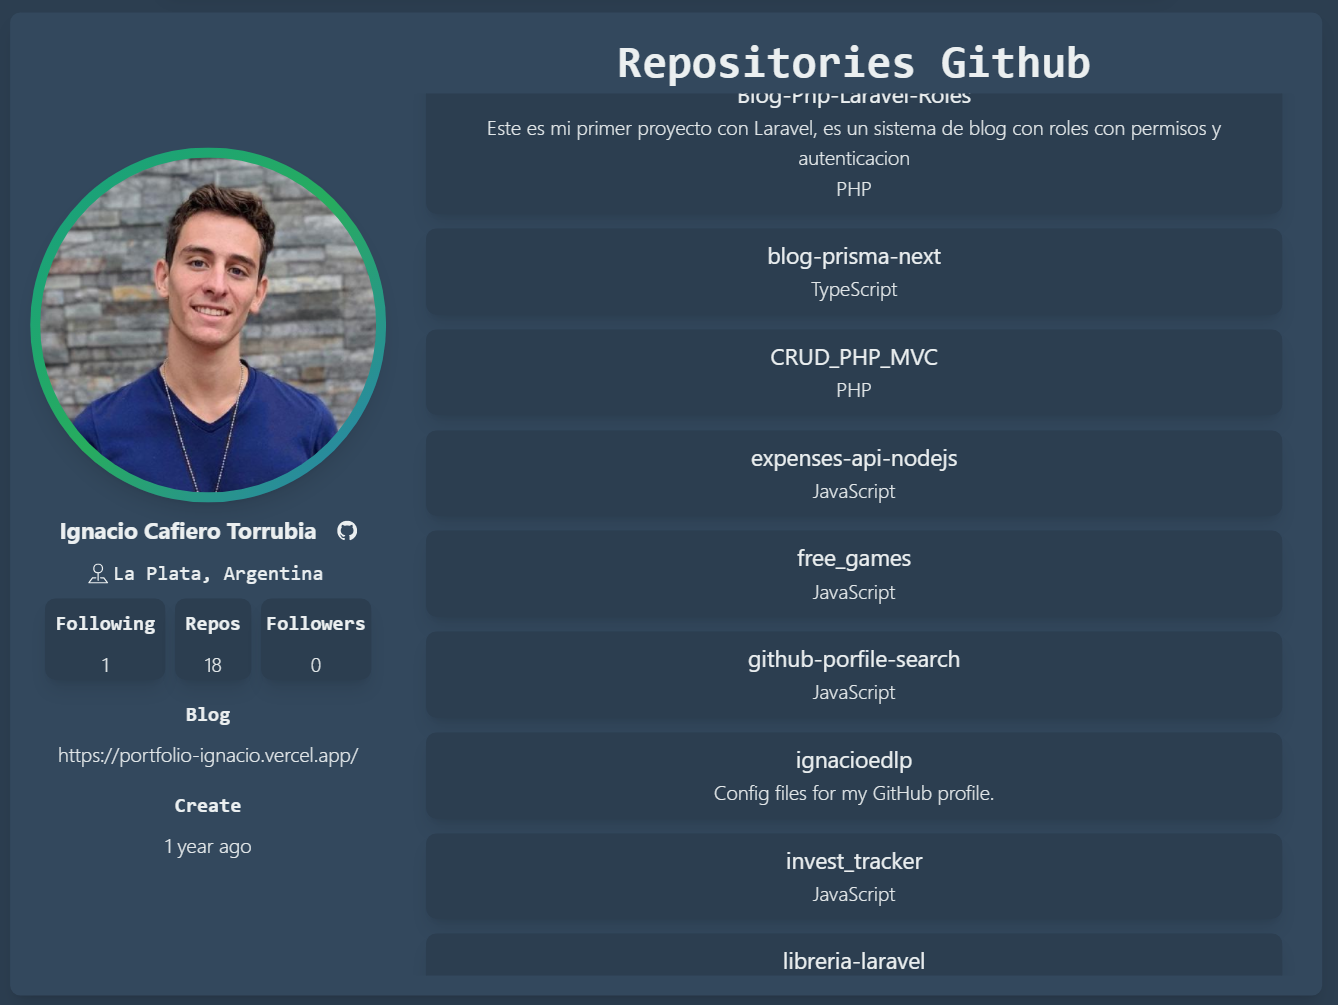 Repositories Github
Blog-Php-Laravel-Roles
Este es mi primer proyecto con Laravel, es un sistema de blog con roles con permisos y
autenticacion
PHP
blog-prisma-next
TypeScript
CRUD_PHP_MVC
PHP
expenses-api-nodejs
JavaScript
free_games
JavaScript
github-porfile-search
JavaScript
ignacioedlp
Config files for my GitHub profile.
invest_tracker
JavaScript
libreria-laravel
Ignacio Cafiero Torrubia
La Plata, Argentina
Following Repos Followers
1 18 0
Blog
https://portfolio-ignacio.vercel.app/
Create
1 year ago